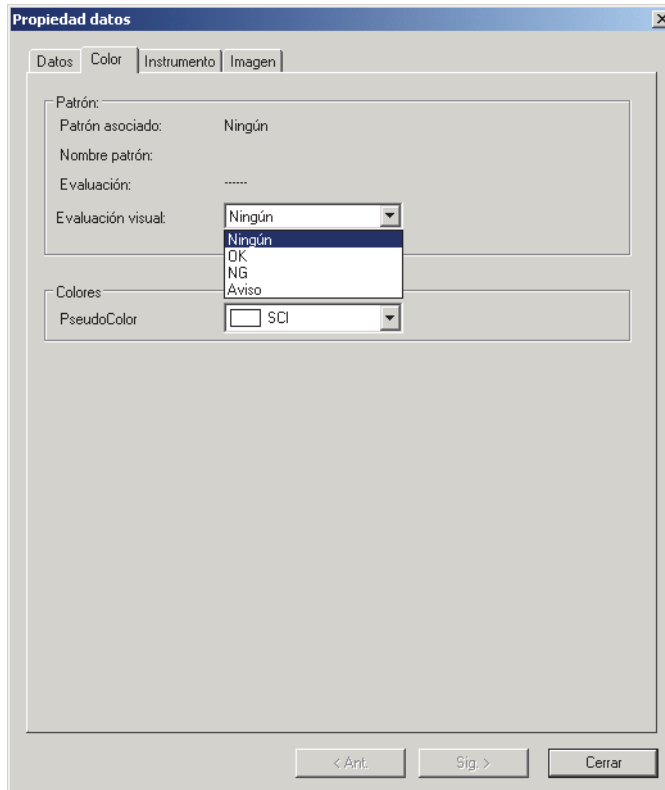 Propiedad datos
Datos Color Instrumento Imagen
Patrón:
Patrón asociado: Ningún
Nombre patrón:
Evaluación: ------
Evaluación visual: Ningún
Ningún
OK
NG
Aviso
Colores
PseudoColor SCI
< Ant. Sig. > Cerrar